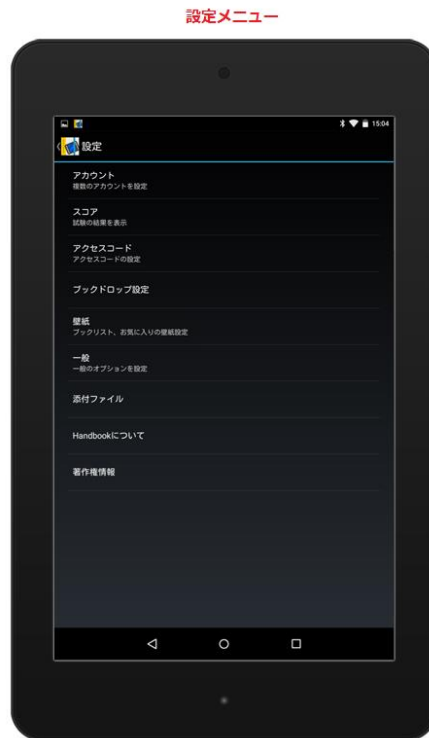 設定メニュー
15:04
設定
アカウント
複数のアカウントを設定
スコア
試験の結果を表示
アクセスコード
アクセスコードの設定
ブックドロップ設定
壁紙
ブックリスト、お気に入りの壁紙設定
一般
一般のオプションを設定
添付ファイル
Handbookについて
著作権情報